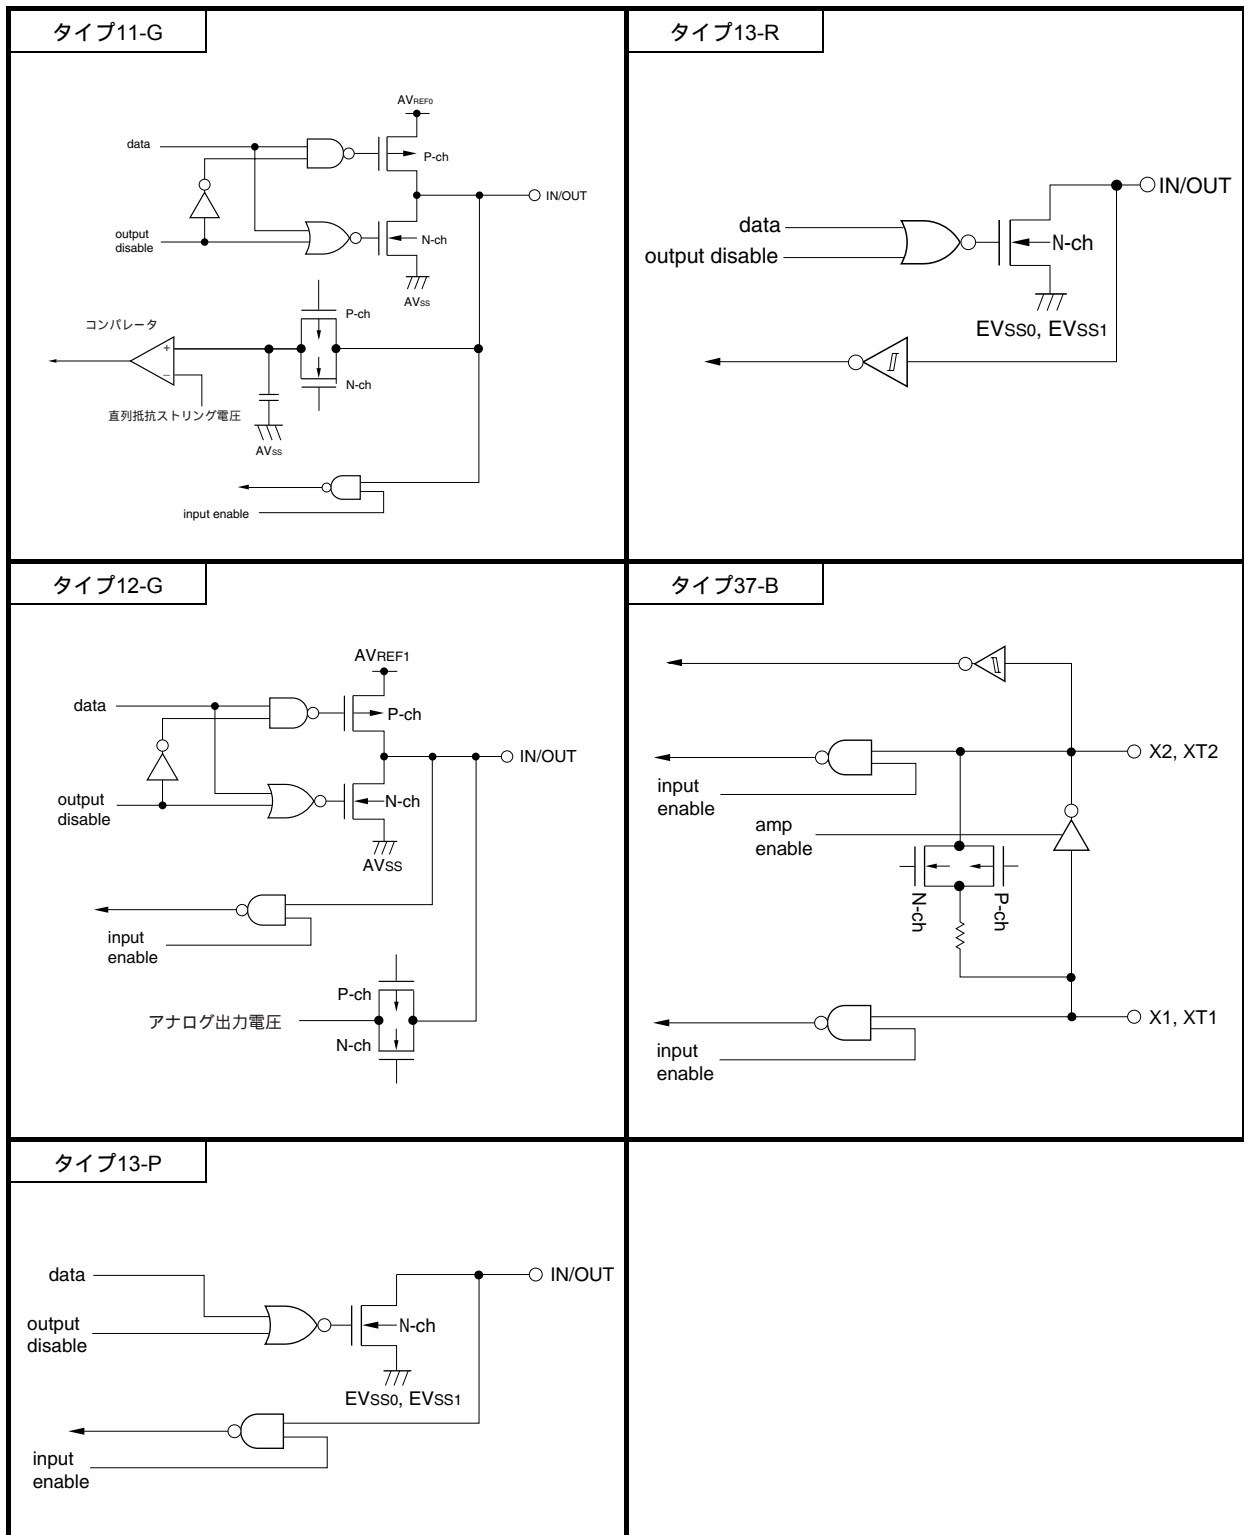 タイプ11-G
AVREF0
data
P-ch
IN/OUT
output
disable
N-ch
AVSS
P-ch
コンパレータ
+
−
N-ch
直列抵抗ストリング電圧
AVSS
input enable
タイプ13-R
IN/OUT
data
output disable
N-ch
EVSS0, EVSS1
タイプ12-G
AVREF1
data
P-ch
IN/OUT
output
disable
N-ch
AVSS
input
enable
P-ch
アナログ出力電圧
N-ch
タイプ37-B
X2, XT2
input
enable
amp
enable
N-ch
P-ch
X1, XT1
input
enable
タイプ13-P
data
IN/OUT
output
disable
N-ch
EVSS0, EVSS1
input
enable